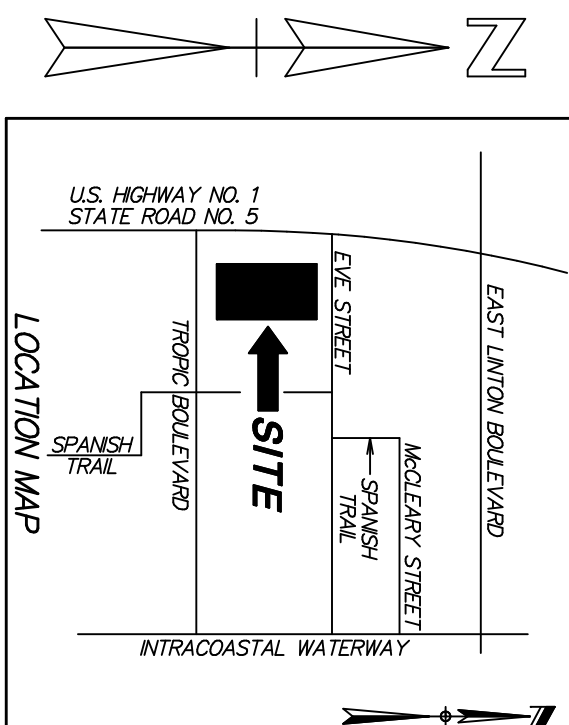 N
U.S. HIGHWAY NO. 1
STATE ROAD NO. 5
EVE STREET
EAST LINTON BOULEVARD
TROPIC BOULEVARD
LOCATION MAP
SPANISH
TRAIL
SITE
SPANISH
TRAIL
McCLEARY STREET
INTRACOASTAL WATERWAY
N